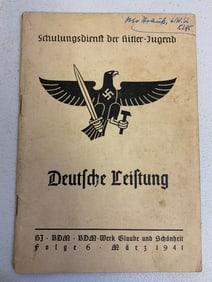 Schulungsdienst der Hitler-Jugend
Deutsche Leistung
HJ · BDM · BDM-Werk Glaube und Schönheit
Folge 6 · März 1941